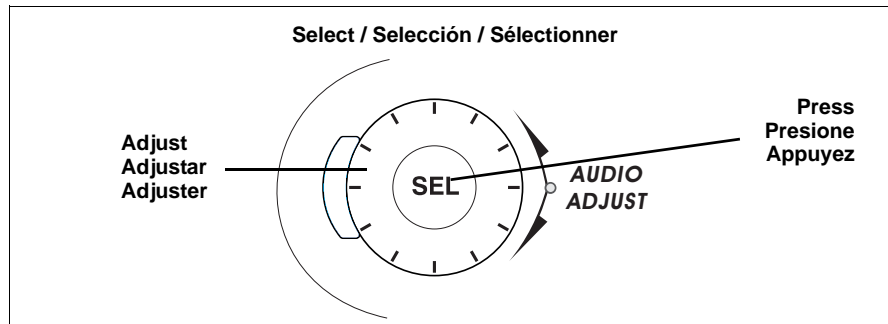 Select / Selección / Sélectionner
Adjust
Adjustar
Adjuster
Press
Presione
Appuyez
SEL
AUDIO
ADJUST